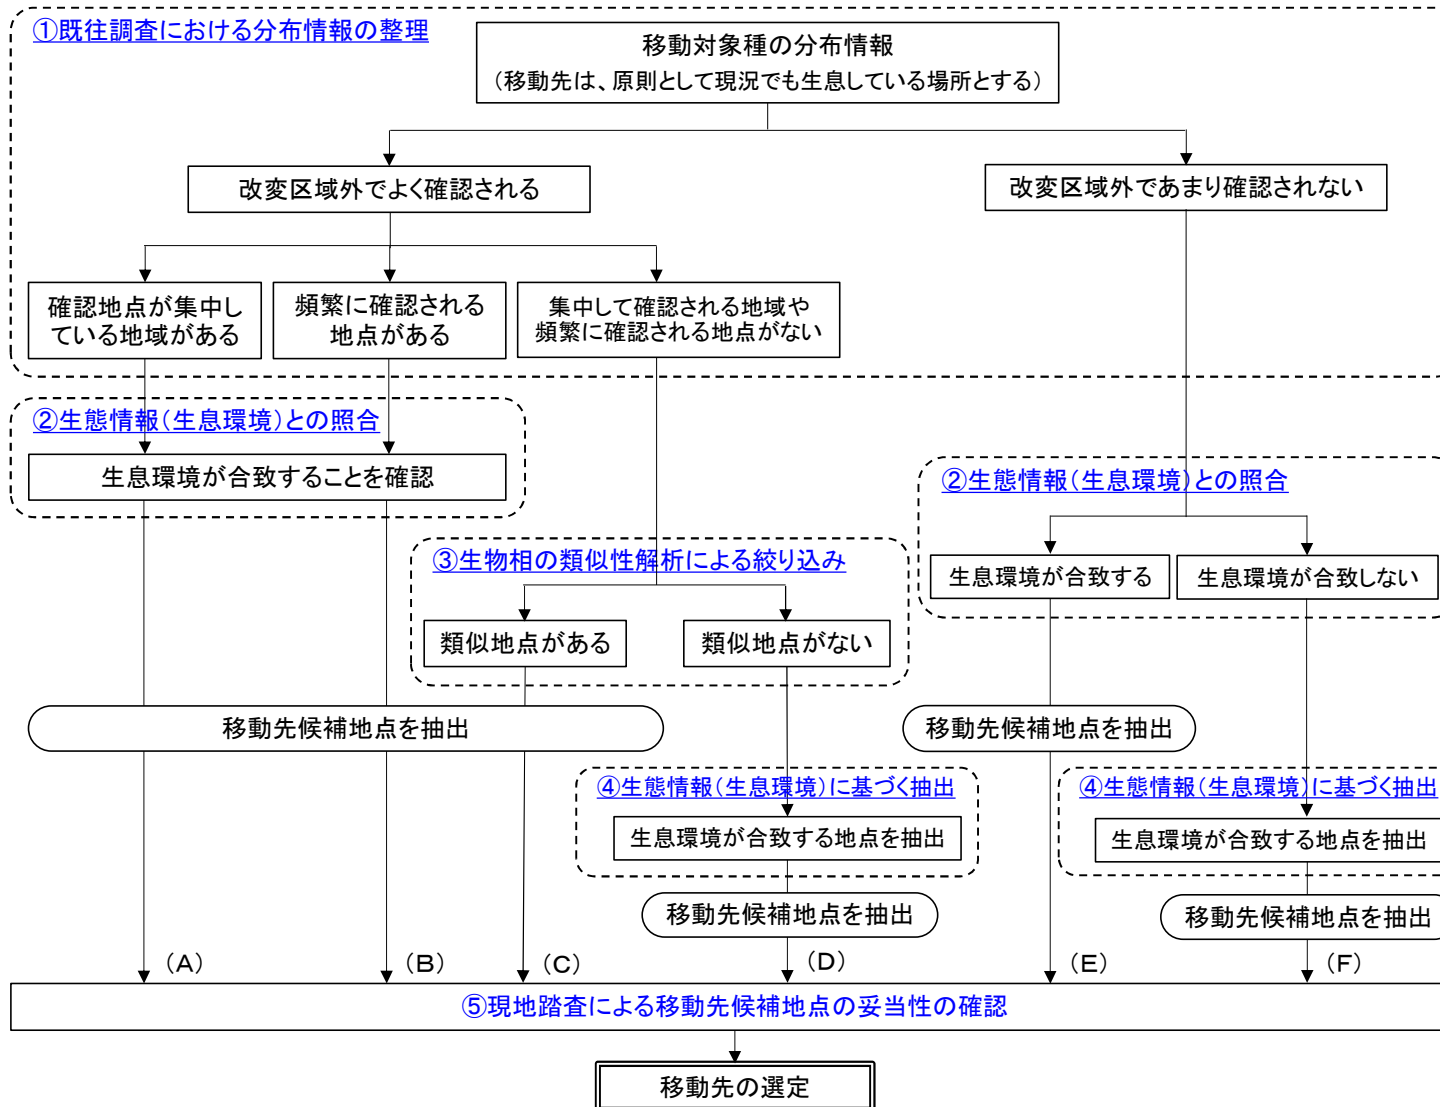 ①既往調査における分布情報の整理
移動対象種の分布情報
（移動先は、原則として現況でも生息している場所とする）
改変区域外でよく確認される
改変区域外であまり確認されない
確認地点が集中し
ている地域がある
頻繁に確認される
地点がある
集中して確認される地域や
頻繁に確認される地点がない
②生態情報（生息環境）との照合
生息環境が合致することを確認
②生態情報（生息環境）との照合
生息環境が合致する
生息環境が合致しない
③生物相の類似性解析による絞り込み
類似地点がある
類似地点がない
移動先候補地点を抽出
移動先候補地点を抽出
④生態情報（生息環境）に基づく抽出
生息環境が合致する地点を抽出
④生態情報（生息環境）に基づく抽出
生息環境が合致する地点を抽出
移動先候補地点を抽出
移動先候補地点を抽出
（A）
（B）
（C）
（D）
（E）
（F）
⑤現地踏査による移動先候補地点の妥当性の確認
移動先の選定